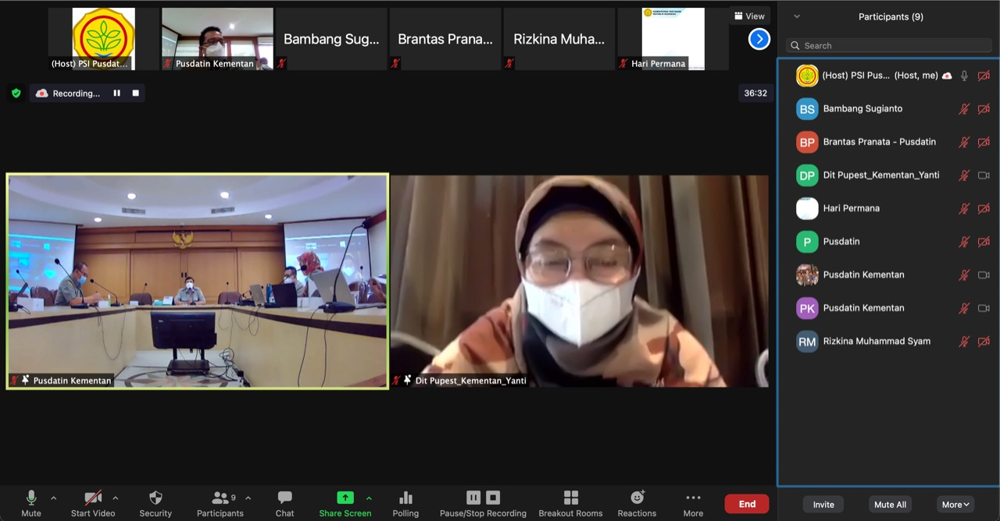 View
Participants (9)
Bambang Sug...
Brantas Prana...
Rizkina Muha...
(Host) PSI Pusdat...
Pusdatin Kementan
Hari Permana
Search
Recording...
36:32
(Host) PSI Pus... (Host, me)
BS Bambang Sugianto
BP Brantas Pranata - Pusdatin
DP Dit Pupest_Kementan_Yanti
Hari Permana
P Pusdatin
Pusdatin Kementan
PK Pusdatin Kementan
RM Rizkina Muhammad Syam
Pusdatin Kementan
Dit Pupest_Kementan_Yanti
9
Mute
Start Video
Security
Participants
Chat
Share Screen
Polling
Pause/Stop Recording
Breakout Rooms
Reactions
More
End
Invite
Mute All
More